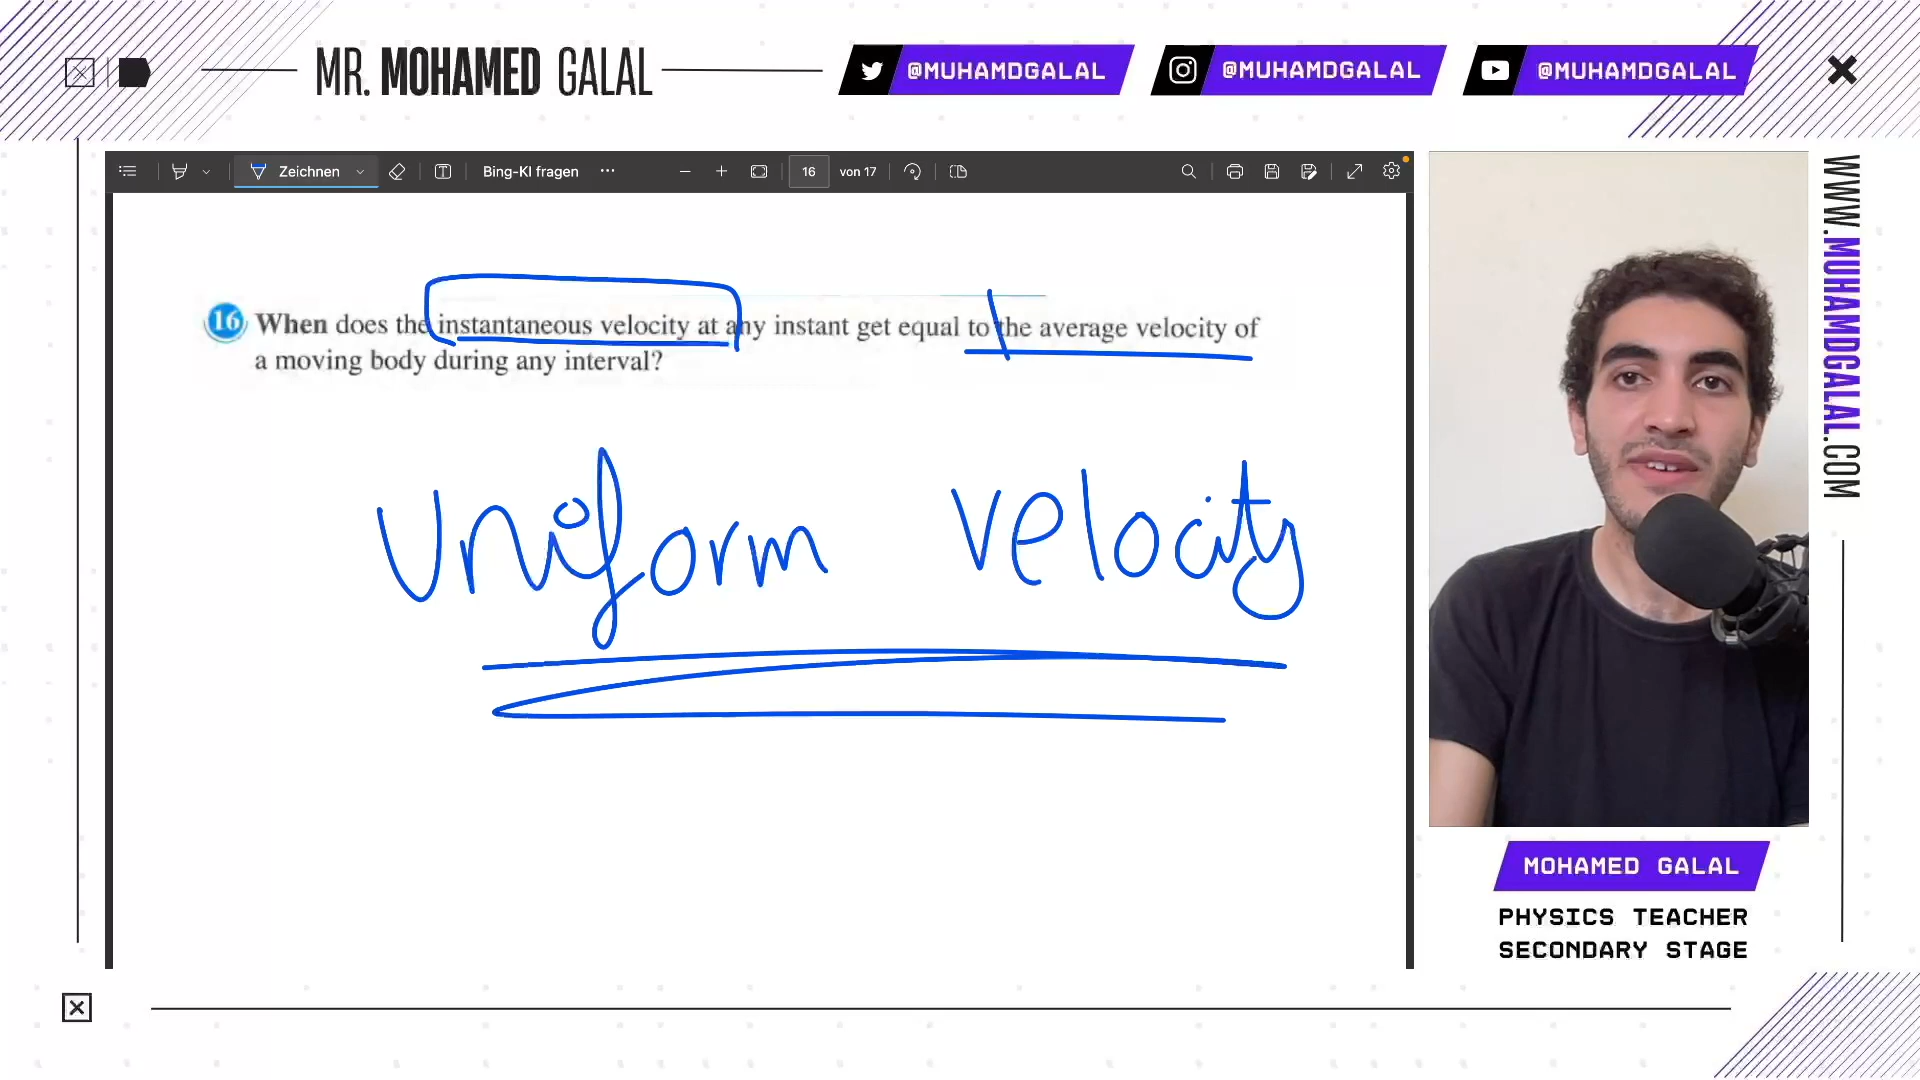 MR. MOHAMED GALAL
@MUHAMDGALAL
@MUHAMDGALAL
@MUHAMDGALAL
Zeichnen
Bing-KI fragen
16
von 17
16 When does the instantaneous velocity at any instant get equal to the average velocity of
a moving body during any interval?
Uniform velocity
WWW.MUHAMDGALAL.COM
MOHAMED GALAL
PHYSICS TEACHER
SECONDARY STAGE